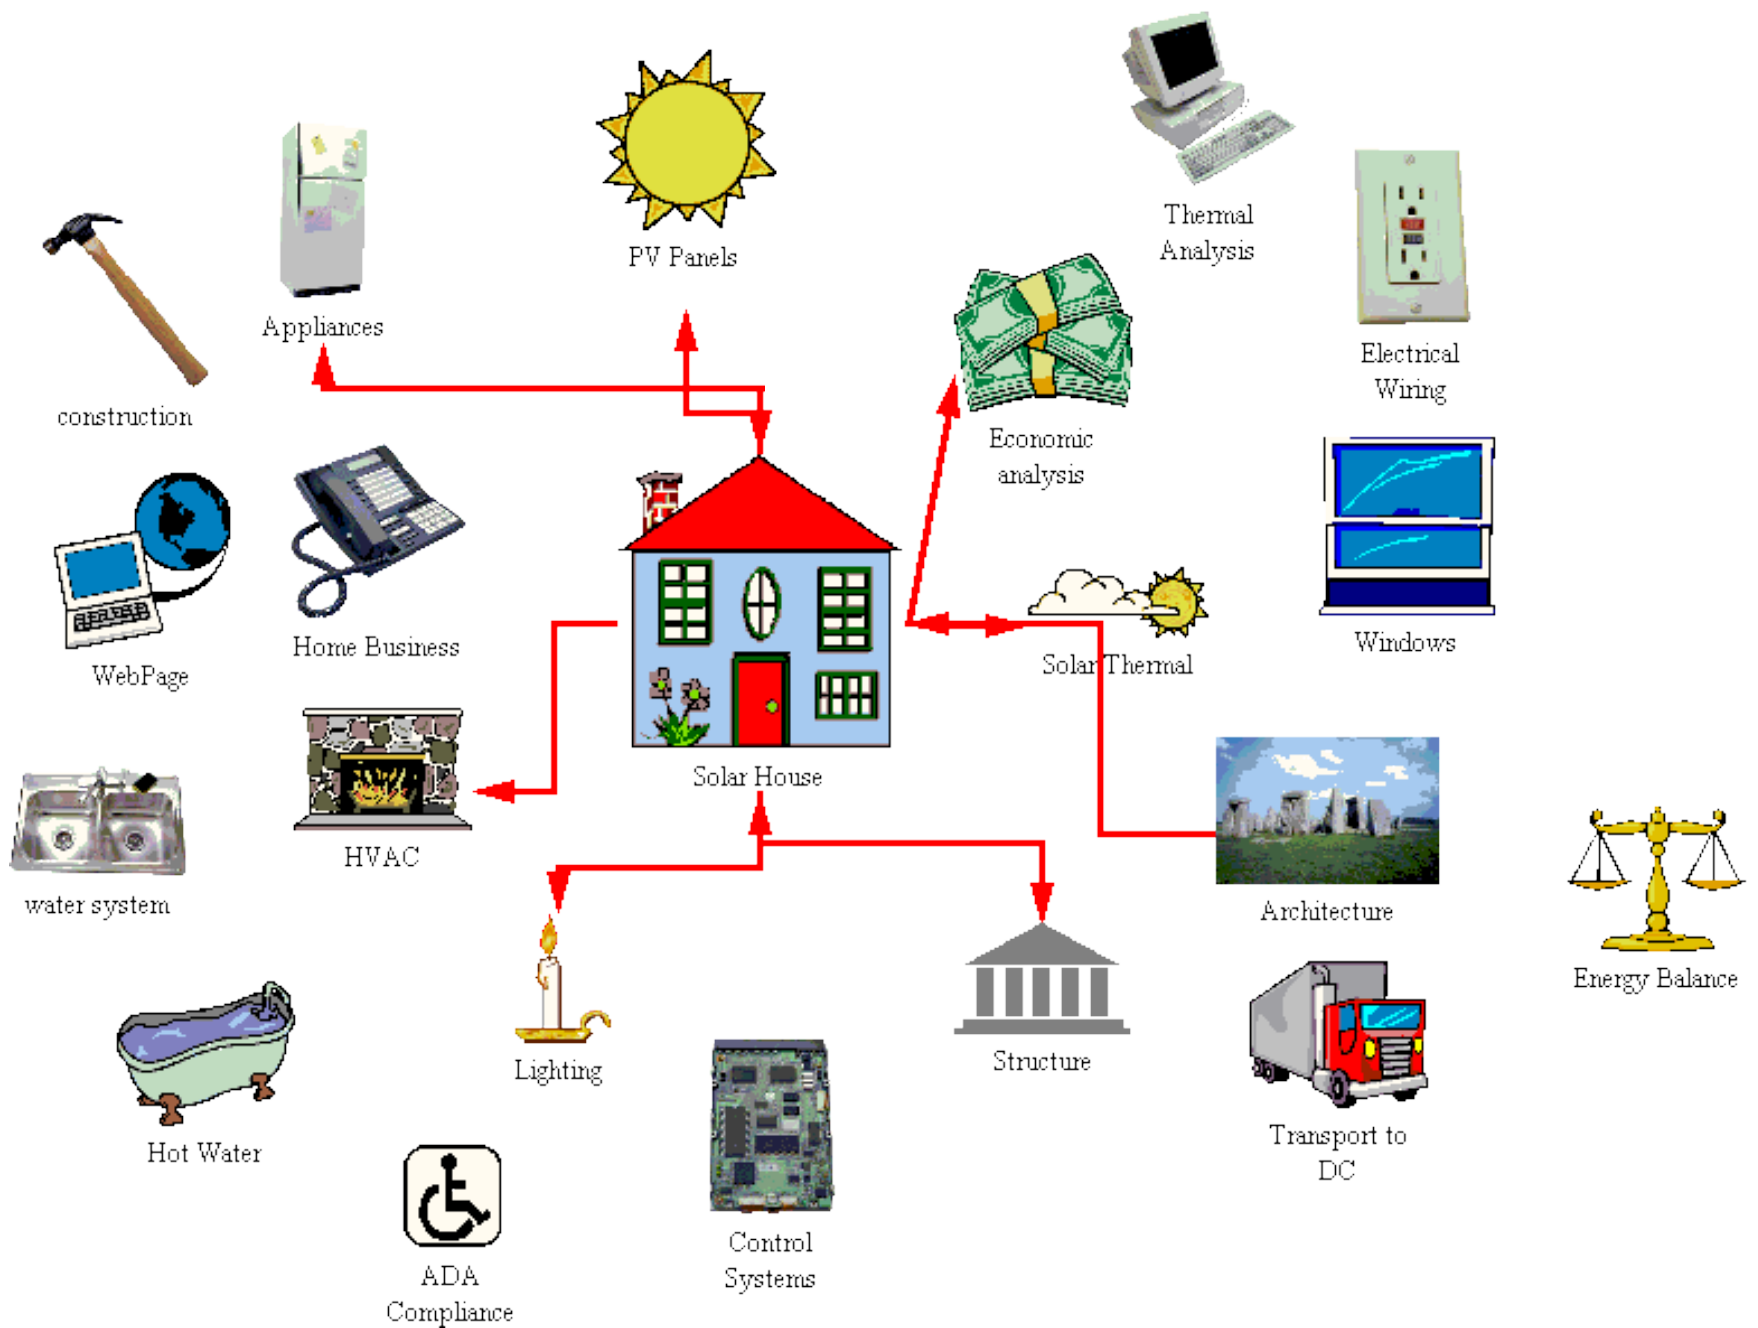 Thermal
Analysis
PV Panels
Appliances
Electrical
Wiring
construction
Economic
analysis
Home Business
Windows
WebPage
Solar Thermal
Solar House
HVAC
water system
Architecture
Energy Balance
Lighting
Structure
Hot Water
Transport to
DC
Control
Systems
ADA
Compliance